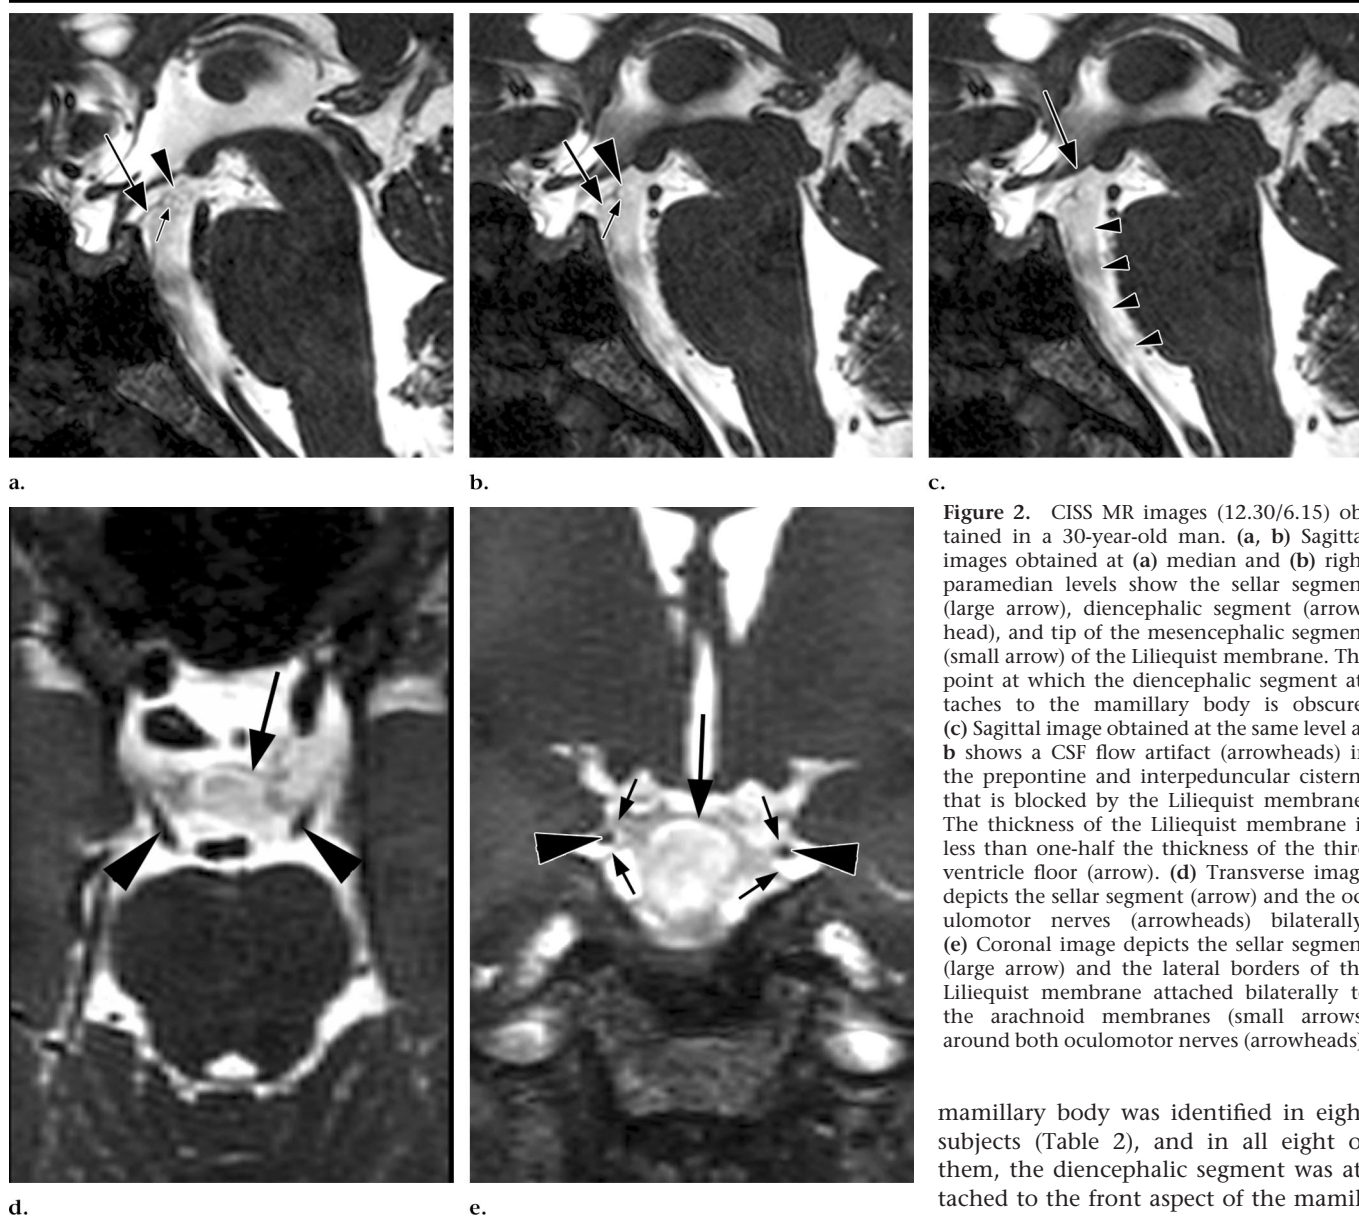 a.
b.
c.
Figure 2. CISS MR images (12.30/6.15) ob
tained in a 30-year-old man. (a, b) Sagitta
images obtained at (a) median and (b) righ
paramedian levels show the sellar segmen
(large arrow), diencephalic segment (arrow
head), and tip of the mesencephalic segmen
(small arrow) of the Liliequist membrane. Th
point at which the diencephalic segment at
taches to the mamillary body is obscure
(c) Sagittal image obtained at the same level a
b shows a CSF flow artifact (arrowheads) i
the prepontine and interpeduncular cistern
that is blocked by the Liliequist membrane
The thickness of the Liliequist membrane i
less than one-half the thickness of the thir
ventricle floor (arrow). (d) Transverse imag
depicts the sellar segment (arrow) and the oc
ulomotor nerves (arrowheads) bilaterally
(e) Coronal image depicts the sellar segmen
(large arrow) and the lateral borders of th
Liliequist membrane attached bilaterally t
the arachnoid membranes (small arrows
around both oculomotor nerves (arrowheads)
d.
e.
mamillary body was identified in eigh
subjects (Table 2), and in all eight o
them, the diencephalic segment was at
tached to the front aspect of the mamil